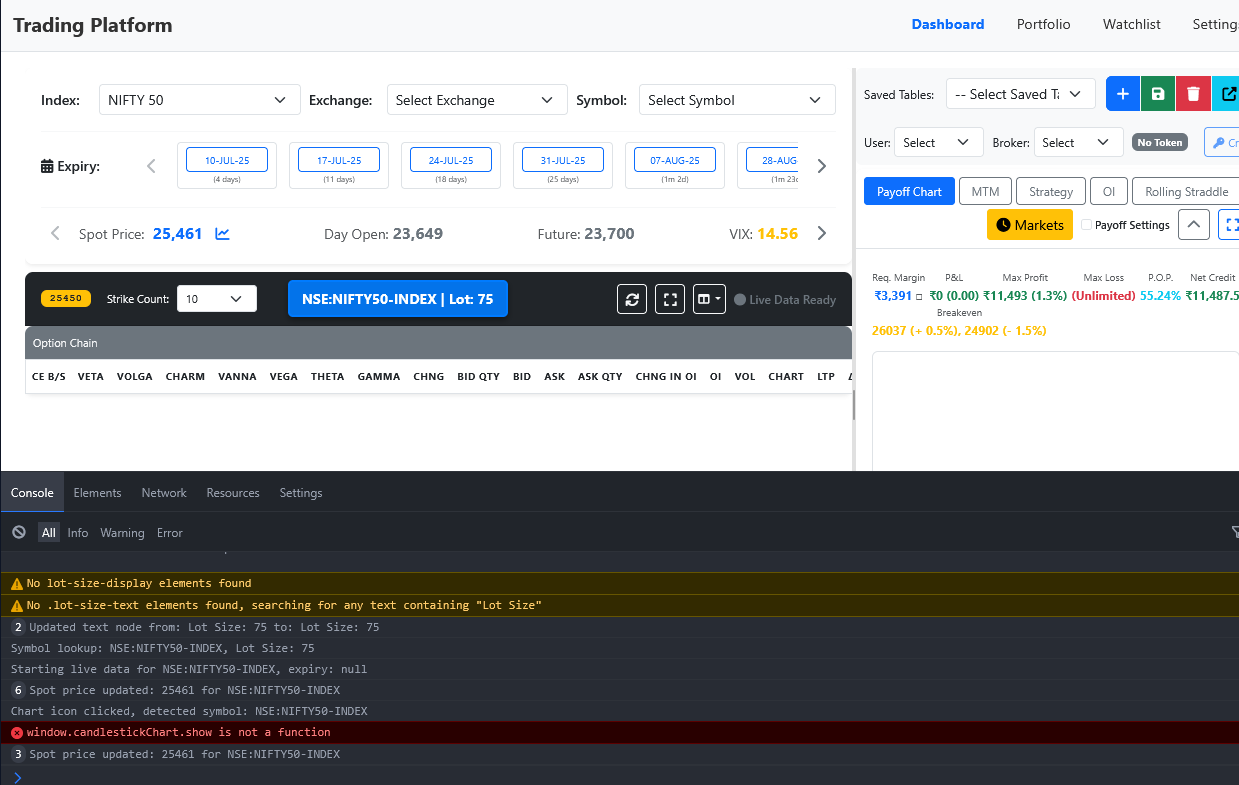 Trading Platform
Dashboard Portfolio Watchlist Setting
Index: NIFTY 50 Exchange: Select Exchange Symbol: Select Symbol
Expiry: 10-JUL-25 (4 days) 17-JUL-25 (11 days) 24-JUL-25 (18 days) 31-JUL-25 (25 days) 07-AUG-25 (1m 2d) 28-AUG- (1m 23d
Spot Price: 25,461 Day Open: 23,649 Future: 23,700 VIX: 14.56
25450 Strike Count: 10 NSE:NIFTY50-INDEX | Lot: 75 Live Data Ready
Option Chain
CE B/S VETA VOLGA CHARM VANNA VEGA THETA GAMMA CHNG BID QTY BID ASK ASK QTY CHNG IN OI OI VOL CHART LTP
Saved Tables: -- Select Saved Ta
User: Select Broker: Select No Token Cr
Payoff Chart MTM Strategy OI Rolling Straddle
Markets Payoff Settings
Req. Margin P&L Max Profit Max Loss P.O.P. Net Credit
₹3,391 ₹0 (0.00) ₹11,493 (1.3%) (Unlimited) 55.24% ₹11,487.5
Breakeven
26037 (+ 0.5%), 24902 (- 1.5%)
Console Elements Network Resources Settings
All Info Warning Error
No lot-size-display elements found
No .lot-size-text elements found, searching for any text containing "Lot Size"
2 Updated text node from: Lot Size: 75 to: Lot Size: 75
Symbol lookup: NSE:NIFTY50-INDEX, Lot Size: 75
Starting live data for NSE:NIFTY50-INDEX, expiry: null
6 Spot price updated: 25461 for NSE:NIFTY50-INDEX
Chart icon clicked, detected symbol: NSE:NIFTY50-INDEX
window.candlestickChart.show is not a function
3 Spot price updated: 25461 for NSE:NIFTY50-INDEX